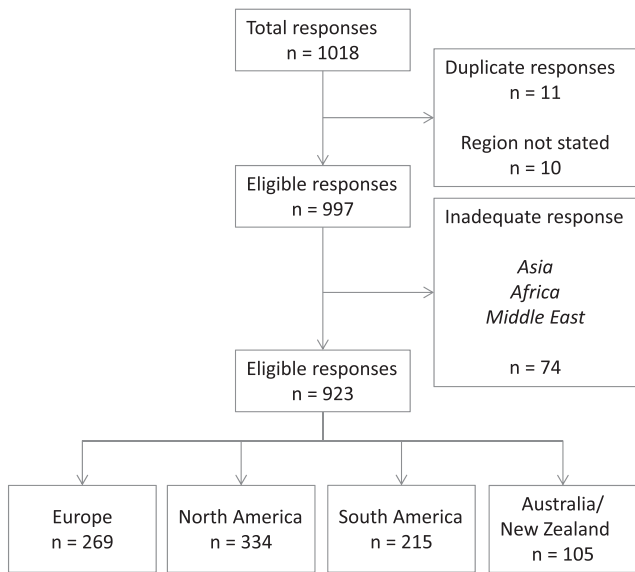 Total responses
n = 1018
Duplicate responses
n = 11
Region not stated
n = 10
Eligible responses
n = 997
Inadequate response
Asia
Africa
Middle East
n = 74
Eligible responses
n = 923
Europe
n = 269
North America
n = 334
South America
n = 215
Australia/
New Zealand
n = 105